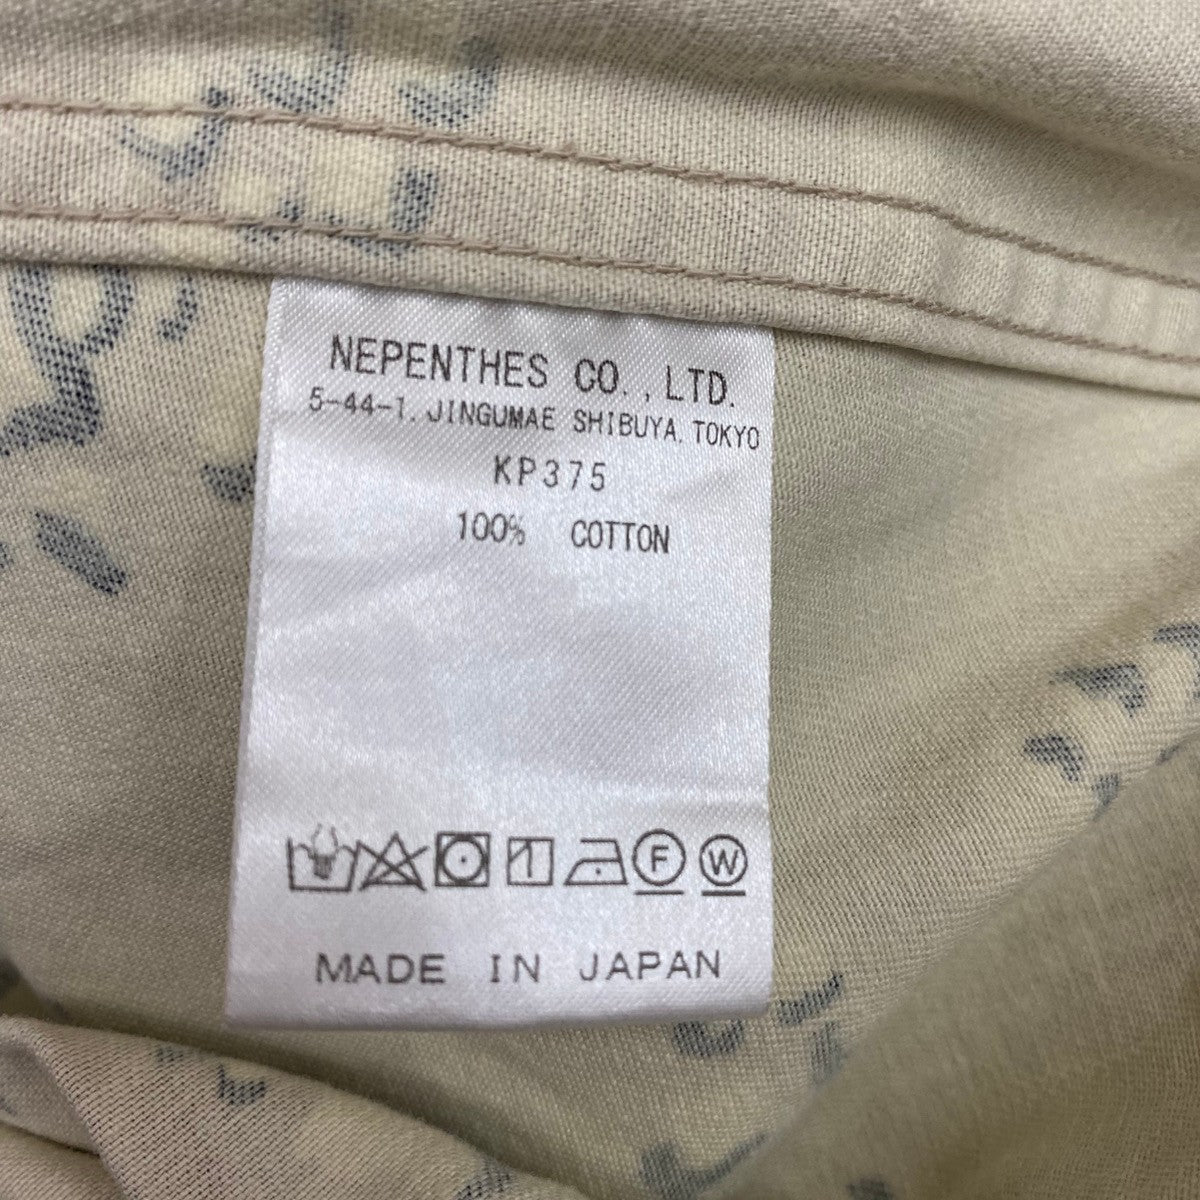 NEPENTHES CO.,LTD.
5-44-1. JINGUMAE SHIBUYA. TOKYO
KP375
100% COTTON
F W
MADE IN JAPAN